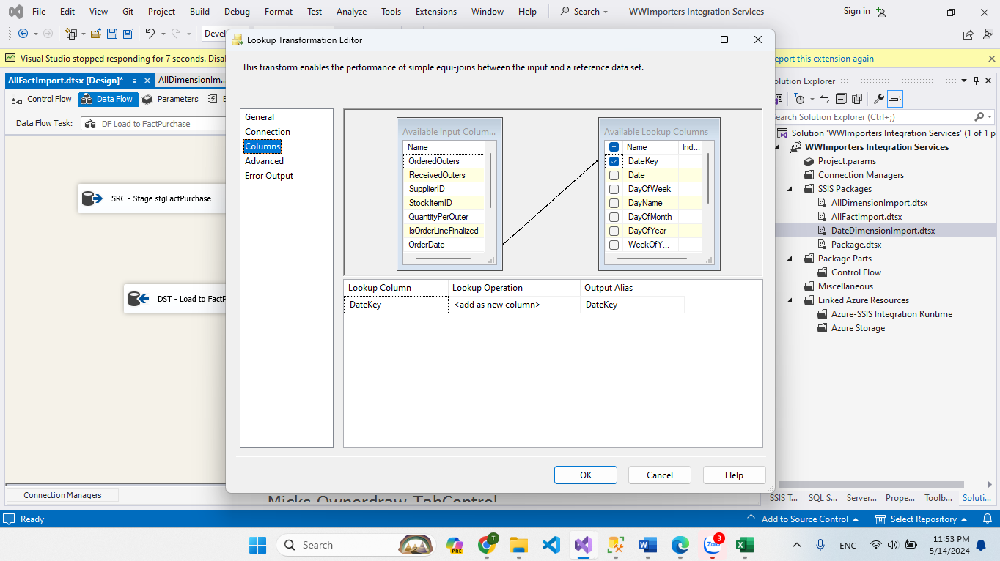 File Edit View Git Project Build Debug Format Test Analyze Tools Extensions Window Help Search WWImporters Integration Services Sign in
Devel
Visual Studio stopped responding for 7 seconds. Disa
eport this extension again
AllFactImport.dtsx [Design]* AllDimensionIm...
Control Flow Data Flow Parameters E
Data Flow Task: DF Load to FactPurchase
SRC - Stage stgFactPurchase
DST - Load to FactP
Connection Managers
Lookup Transformation Editor
This transform enables the performance of simple equi-joins between the input and a reference data set.
General
Connection
Columns
Advanced
Error Output
Available Input Colum...
Name
OrderedOuters
ReceivedOuters
SupplierID
StockItemID
QuantityPerOuter
IsOrderLineFinalized
OrderDate
Available Lookup Columns
Name Ind...
DateKey
Date
DayOfWeek
DayName
DayOfMonth
DayOfYear
WeekOfY...
Lookup Column Lookup Operation Output Alias
DateKey <add as new column> DateKey
OK Cancel Help
Micks Ownerdraw TabControl
olution Explorer
earch Solution Explorer (Ctrl+;)
Solution 'WWImporters Integration Services' (1 of 1 p
WWImporters Integration Services
Project.params
Connection Managers
SSIS Packages
AllDimensionImport.dtsx
AllFactImport.dtsx
DateDimensionImport.dtsx
Package.dtsx
Package Parts
Control Flow
Miscellaneous
Linked Azure Resources
Azure-SSIS Integration Runtime
Azure Storage
SSIS T... SQL S... Server... Prope... Toolb... Soluti...
Ready Add to Source Control Select Repository
Search PRE T Zalo 3 ENG 11:53 PM
5/14/2024